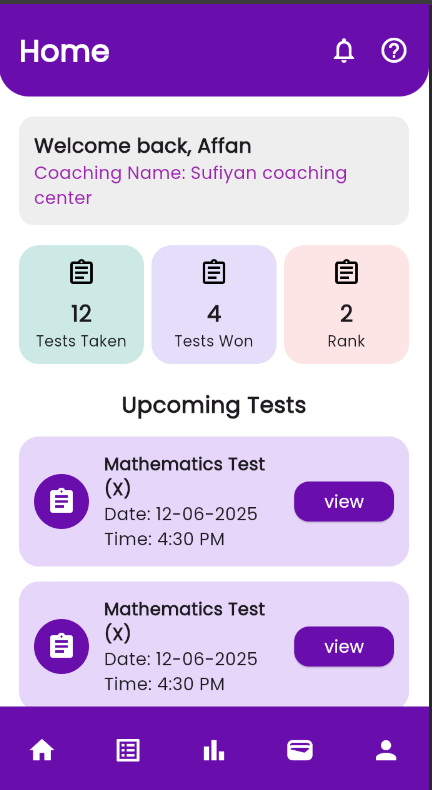 Home
Welcome back, Affan
Coaching Name: Sufiyan coaching
center
12
Tests Taken
4
Tests Won
2
Rank
Upcoming Tests
Mathematics Test
(X)
Date: 12-06-2025
Time: 4:30 PM
view
Mathematics Test
(X)
Date: 12-06-2025
Time: 4:30 PM
view